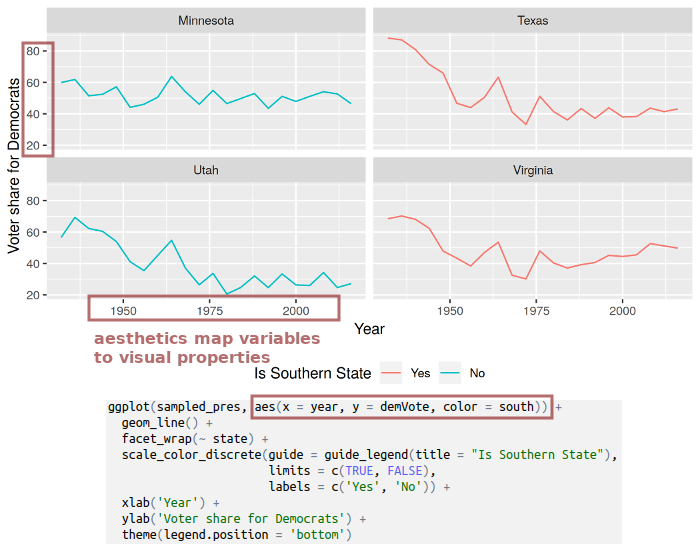 Minnesota
Texas
80
60
40
20
Utah
Virginia
80
60
40
20
Voter share for Democrats
1950 1975 2000
1950 1975 2000
Year
aesthetics map variables
to visual properties
Is Southern State Yes No
ggplot(sampled_pres, aes(x = year, y = demVote, color = south)) +
  geom_line() +
  facet_wrap(~ state) +
  scale_color_discrete(guide = guide_legend(title = "Is Southern State"),
                       limits = c(TRUE, FALSE),
                       labels = c('Yes', 'No')) +
  xlab('Year') +
  ylab('Voter share for Democrats') +
  theme(legend.position = 'bottom')